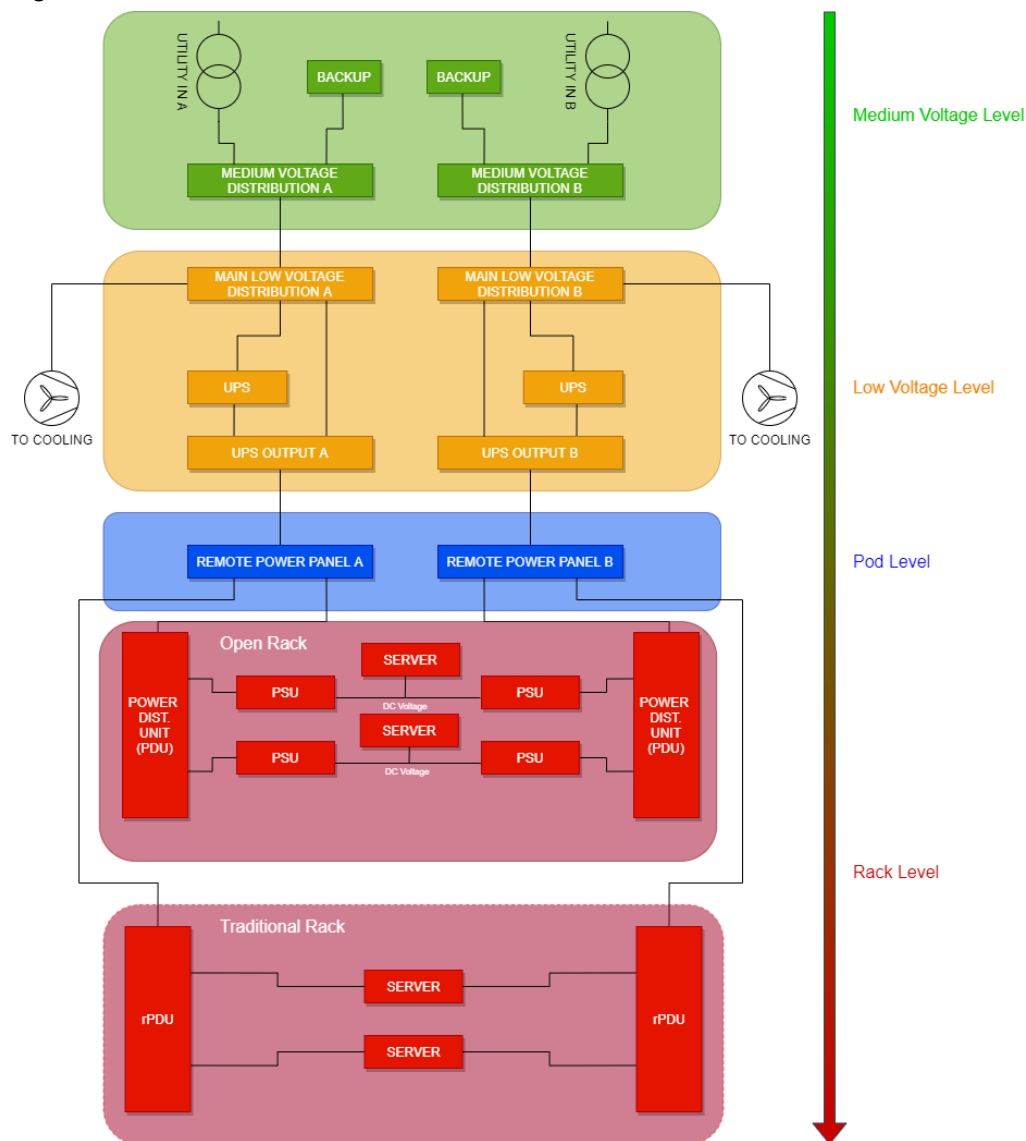 UTILITY IN A
BACKUP
BACKUP
UTILITY IN B
Medium Voltage Level
MEDIUM VOLTAGE
DISTRIBUTION A
MEDIUM VOLTAGE
DISTRIBUTION B
MAIN LOW VOLTAGE
DISTRIBUTION A
MAIN LOW VOLTAGE
DISTRIBUTION B
UPS
UPS
Low Voltage Level
TO COOLING
TO COOLING
UPS OUTPUT A
UPS OUTPUT B
REMOTE POWER PANEL A
REMOTE POWER PANEL B
Pod Level
Open Rack
POWER
DIST.
UNIT
(PDU)
SERVER
PSU
PSU
DC Voltage
SERVER
PSU
PSU
DC Voltage
POWER
DIST.
UNIT
(PDU)
Rack Level
Traditional Rack
rPDU
SERVER
SERVER
rPDU